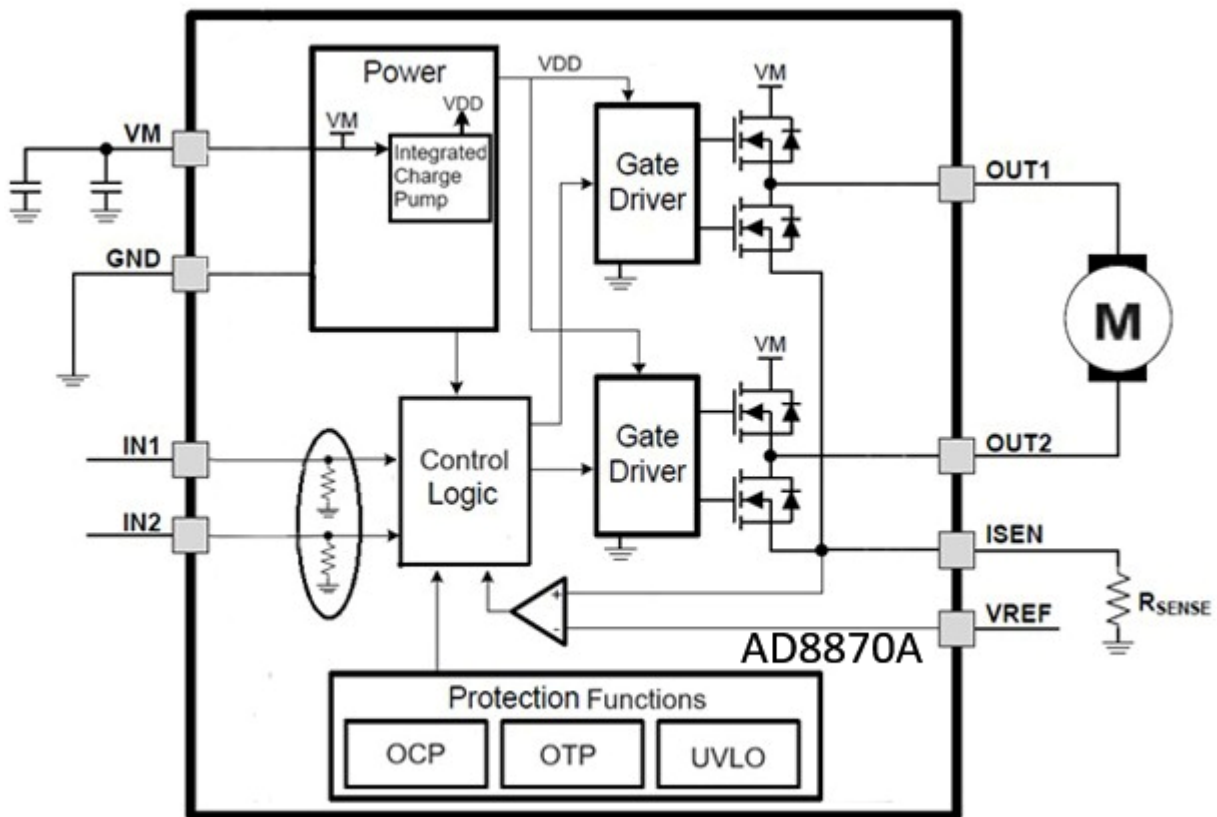 Power
VDD
VM
VDD
VM
VM
Integrated
Charge
Pump
Gate
Driver
OUT1
GND
M
VM
IN1
Control
Logic
Gate
Driver
OUT2
IN2
ISEN
+
-
RSENSE
VREF
AD8870A
Protection Functions
OCP
OTP
UVLO